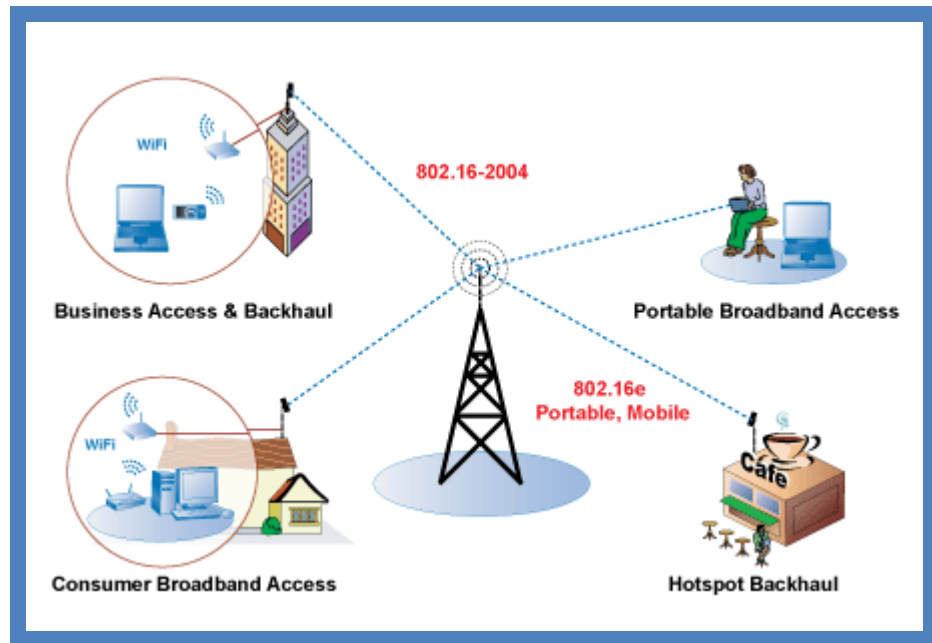 WiFi
802.16-2004
Business Access & Backhaul
Portable Broadband Access
802.16e
Portable, Mobile
WiFi
Cafe
Consumer Broadband Access
Hotspot Backhaul